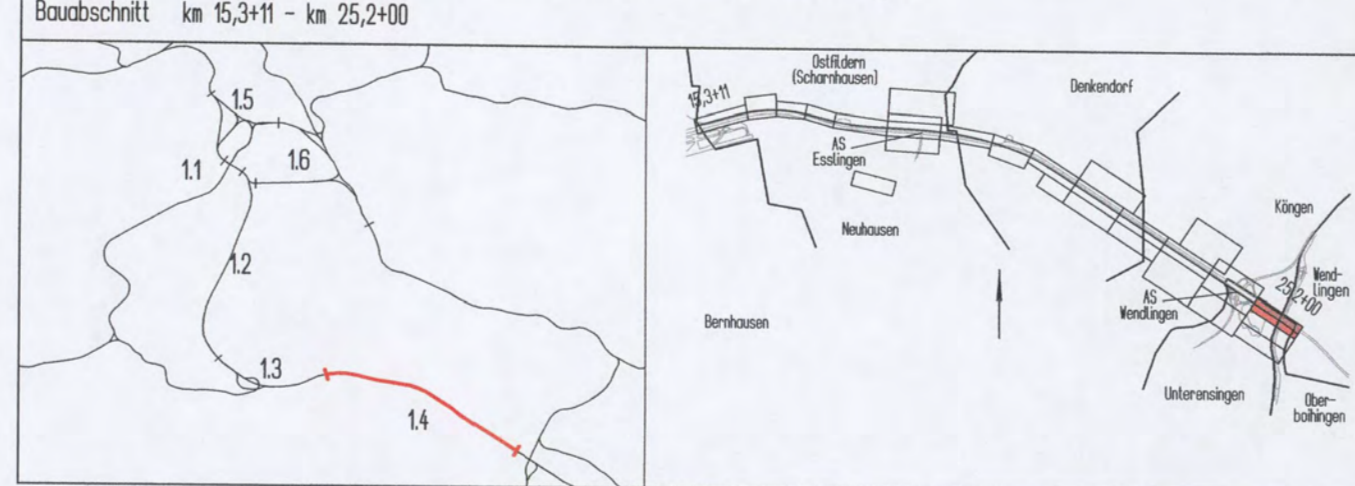 Bauabschnitt km 15,3+11 - km 25,2+00
1.5
1.1
1.6
1.2
1.3
1.4
15,3+11
Ostfildern
(Scharnhausen)
Denkendorf
AS
Esslingen
Neuhausen
Bernhausen
Köngen
Wend-
lingen
25,2+00
AS
Wendlingen
Unterensingen
Ober-
boihingen